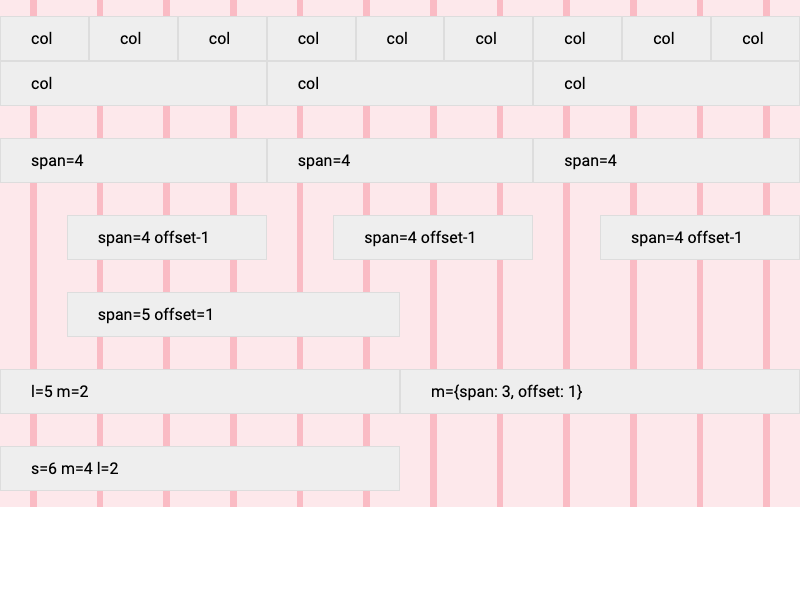 col col col col col col col col col
col col col
span=4 span=4 span=4
span=4 offset-1 span=4 offset-1 span=4 offset-1
span=5 offset=1
l=5 m=2 m={span: 3, offset: 1}
s=6 m=4 l=2